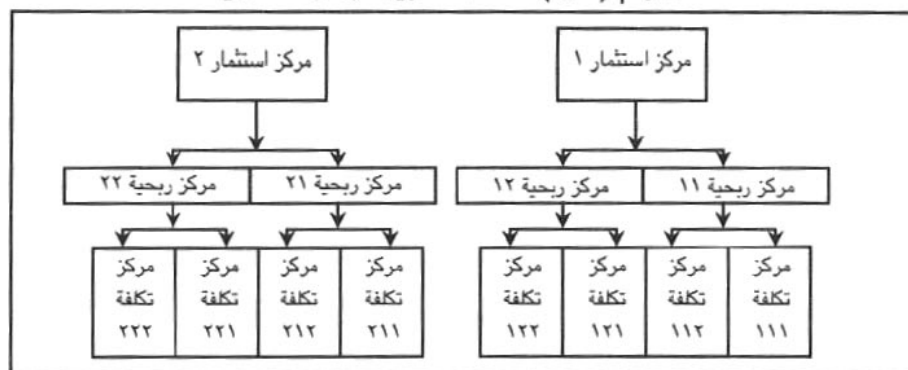 مركز استثمار ١
مركز استثمار ٢
مركز ربحية ١١
مركز ربحية ١٢
مركز ربحية ٢١
مركز ربحية ٢٢
مركز
تكلفة
١١١
مركز
تكلفة
١١٢
مركز
تكلفة
١٢١
مركز
تكلفة
١٢٢
مركز
تكلفة
٢١١
مركز
تكلفة
٢١٢
مركز
تكلفة
٢٢١
مركز
تكلفة
٢٢٢